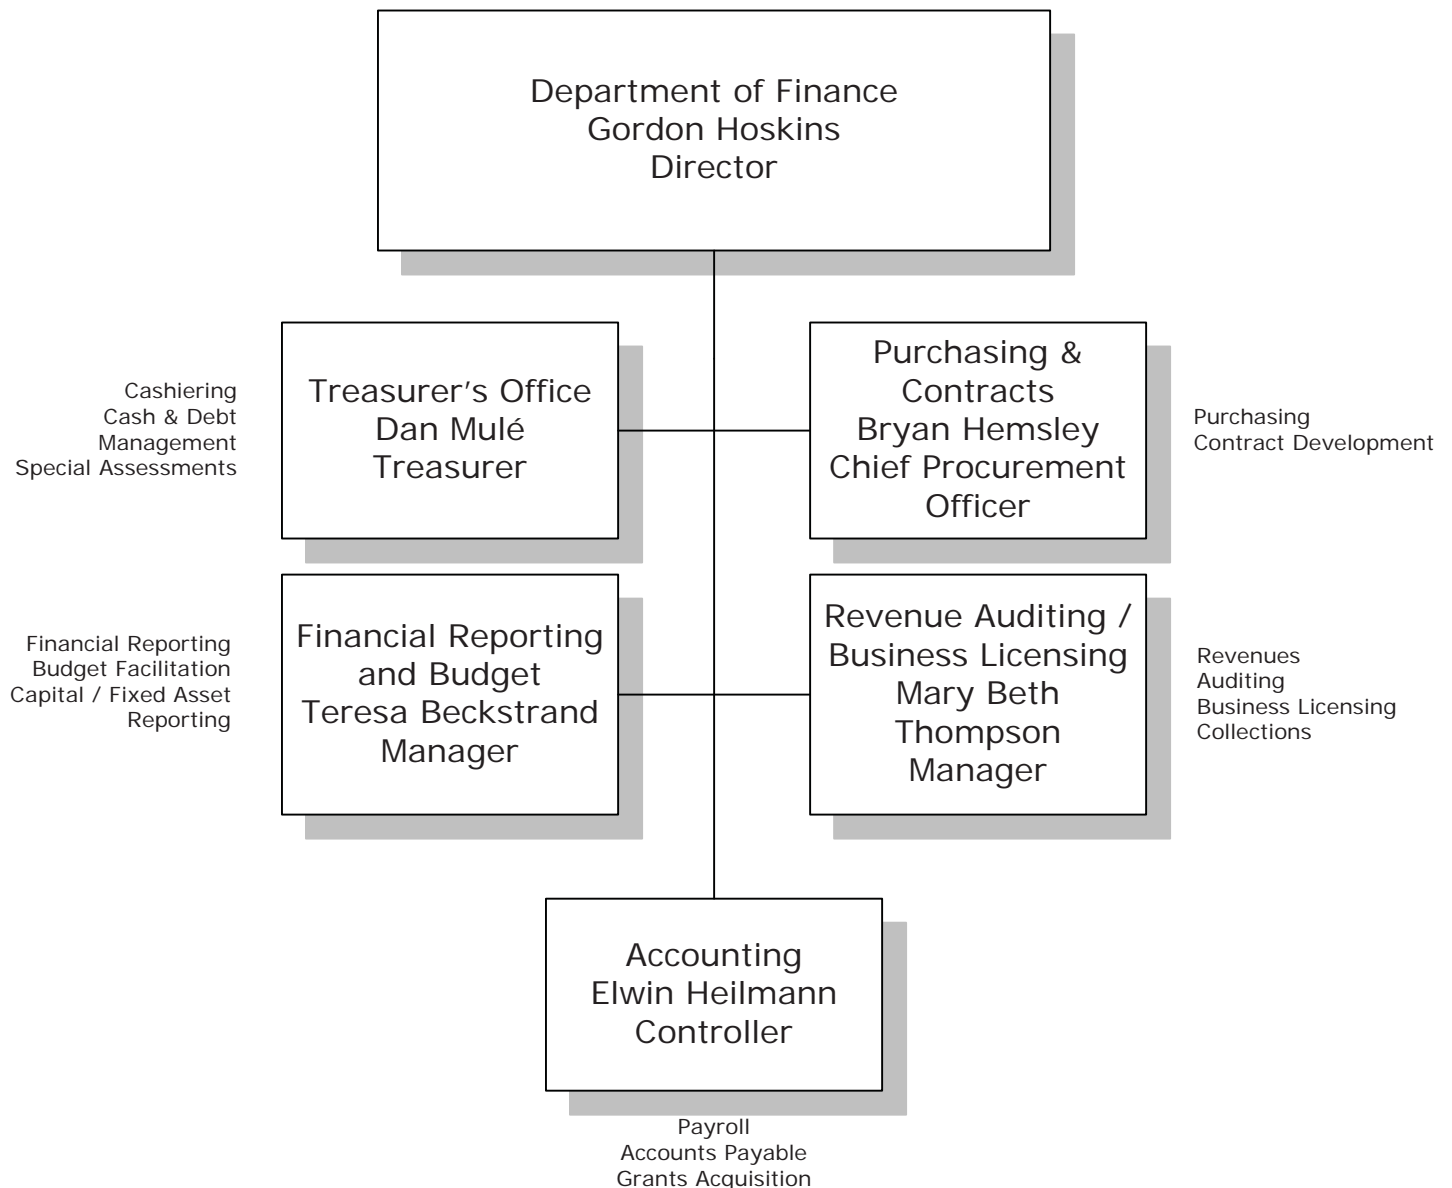 Department of Finance
Gordon Hoskins
Director
Cashiering
Cash & Debt
Management
Special Assessments
Treasurer's Office
Dan Mulé
Treasurer
Purchasing &
Contracts
Bryan Hemsley
Chief Procurement
Officer
Purchasing
Contract Development
Financial Reporting
Budget Facilitation
Capital / Fixed Asset
Reporting
Financial Reporting
and Budget
Teresa Beckstrand
Manager
Revenue Auditing /
Business Licensing
Mary Beth
Thompson
Manager
Revenues
Auditing
Business Licensing
Collections
Accounting
Elwin Heilmann
Controller
Payroll
Accounts Payable
Grants Acquisition